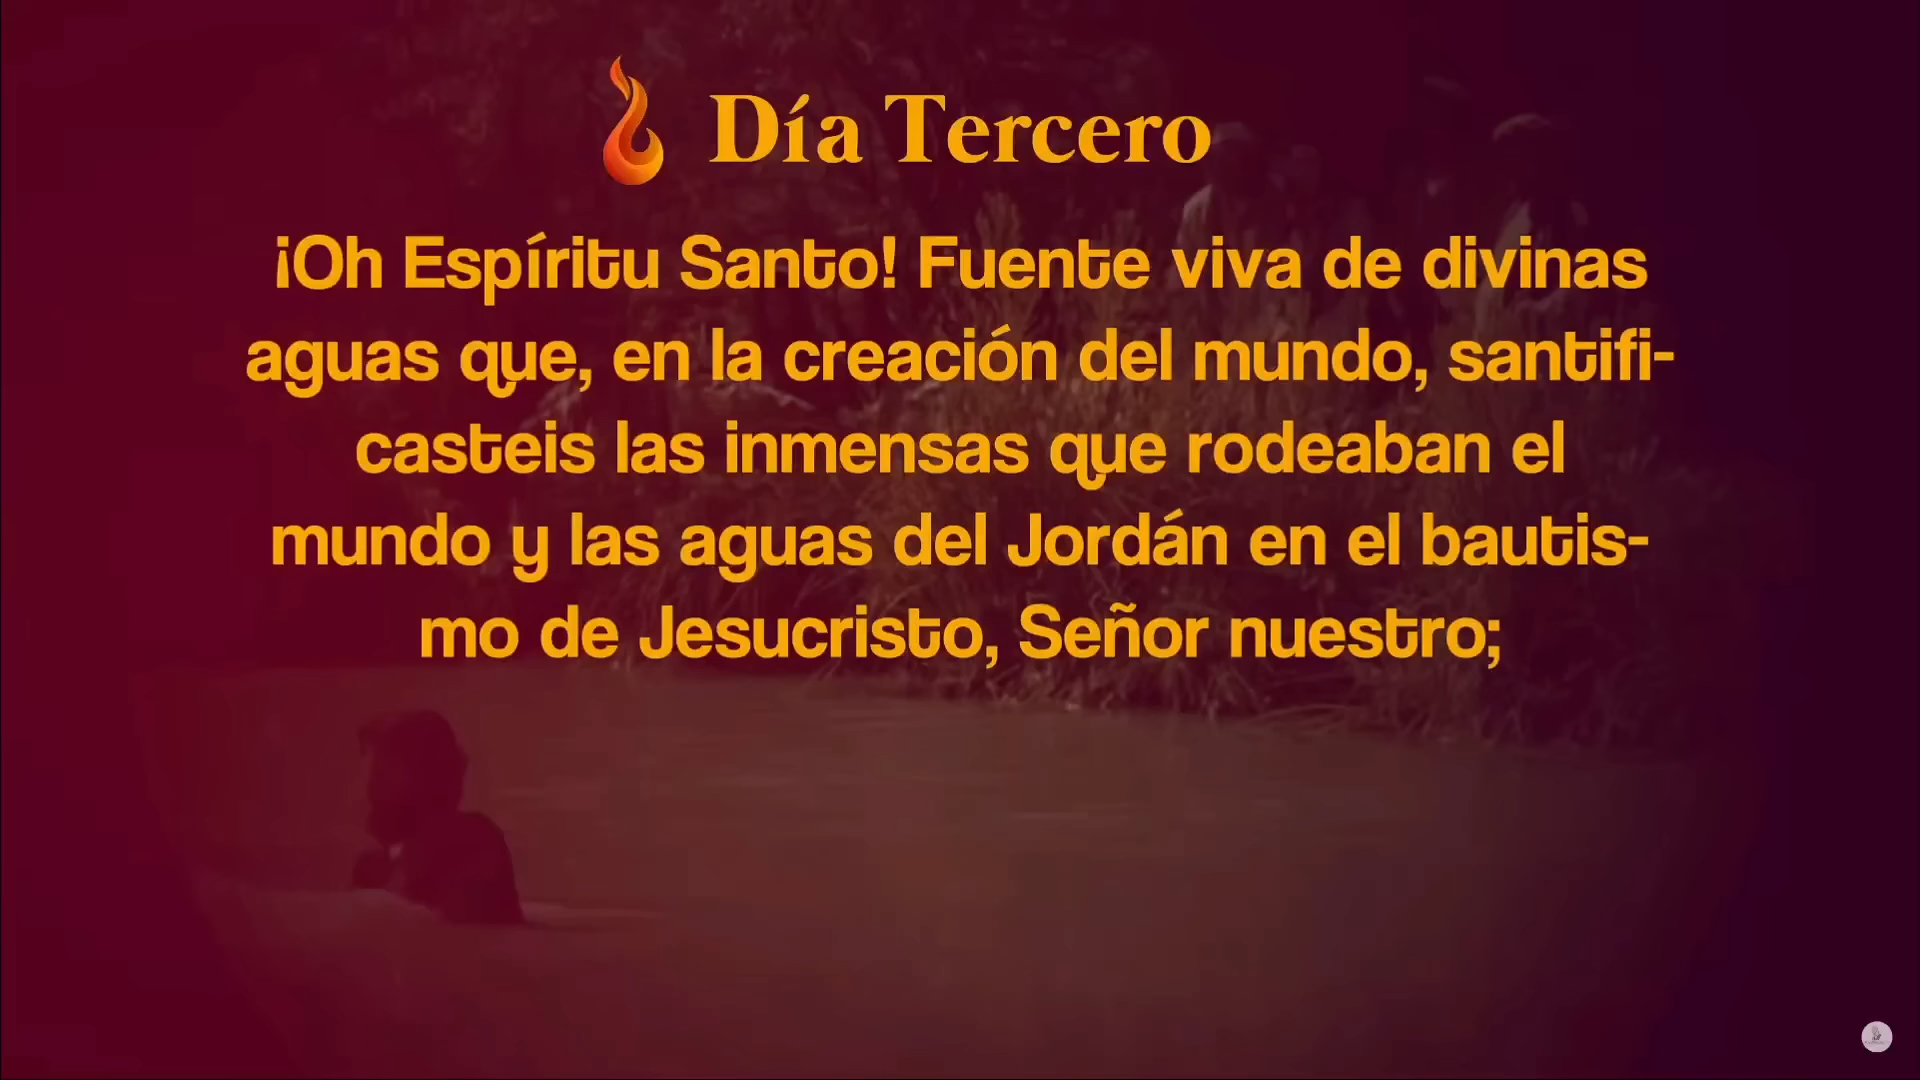 Día Tercero
¡Oh Espíritu Santo! Fuente viva de divinas
aguas que, en la creación del mundo, santifi-
casteis las inmensas que rodeaban el
mundo y las aguas del Jordán en el bautis-
mo de Jesucristo, Señor nuestro;